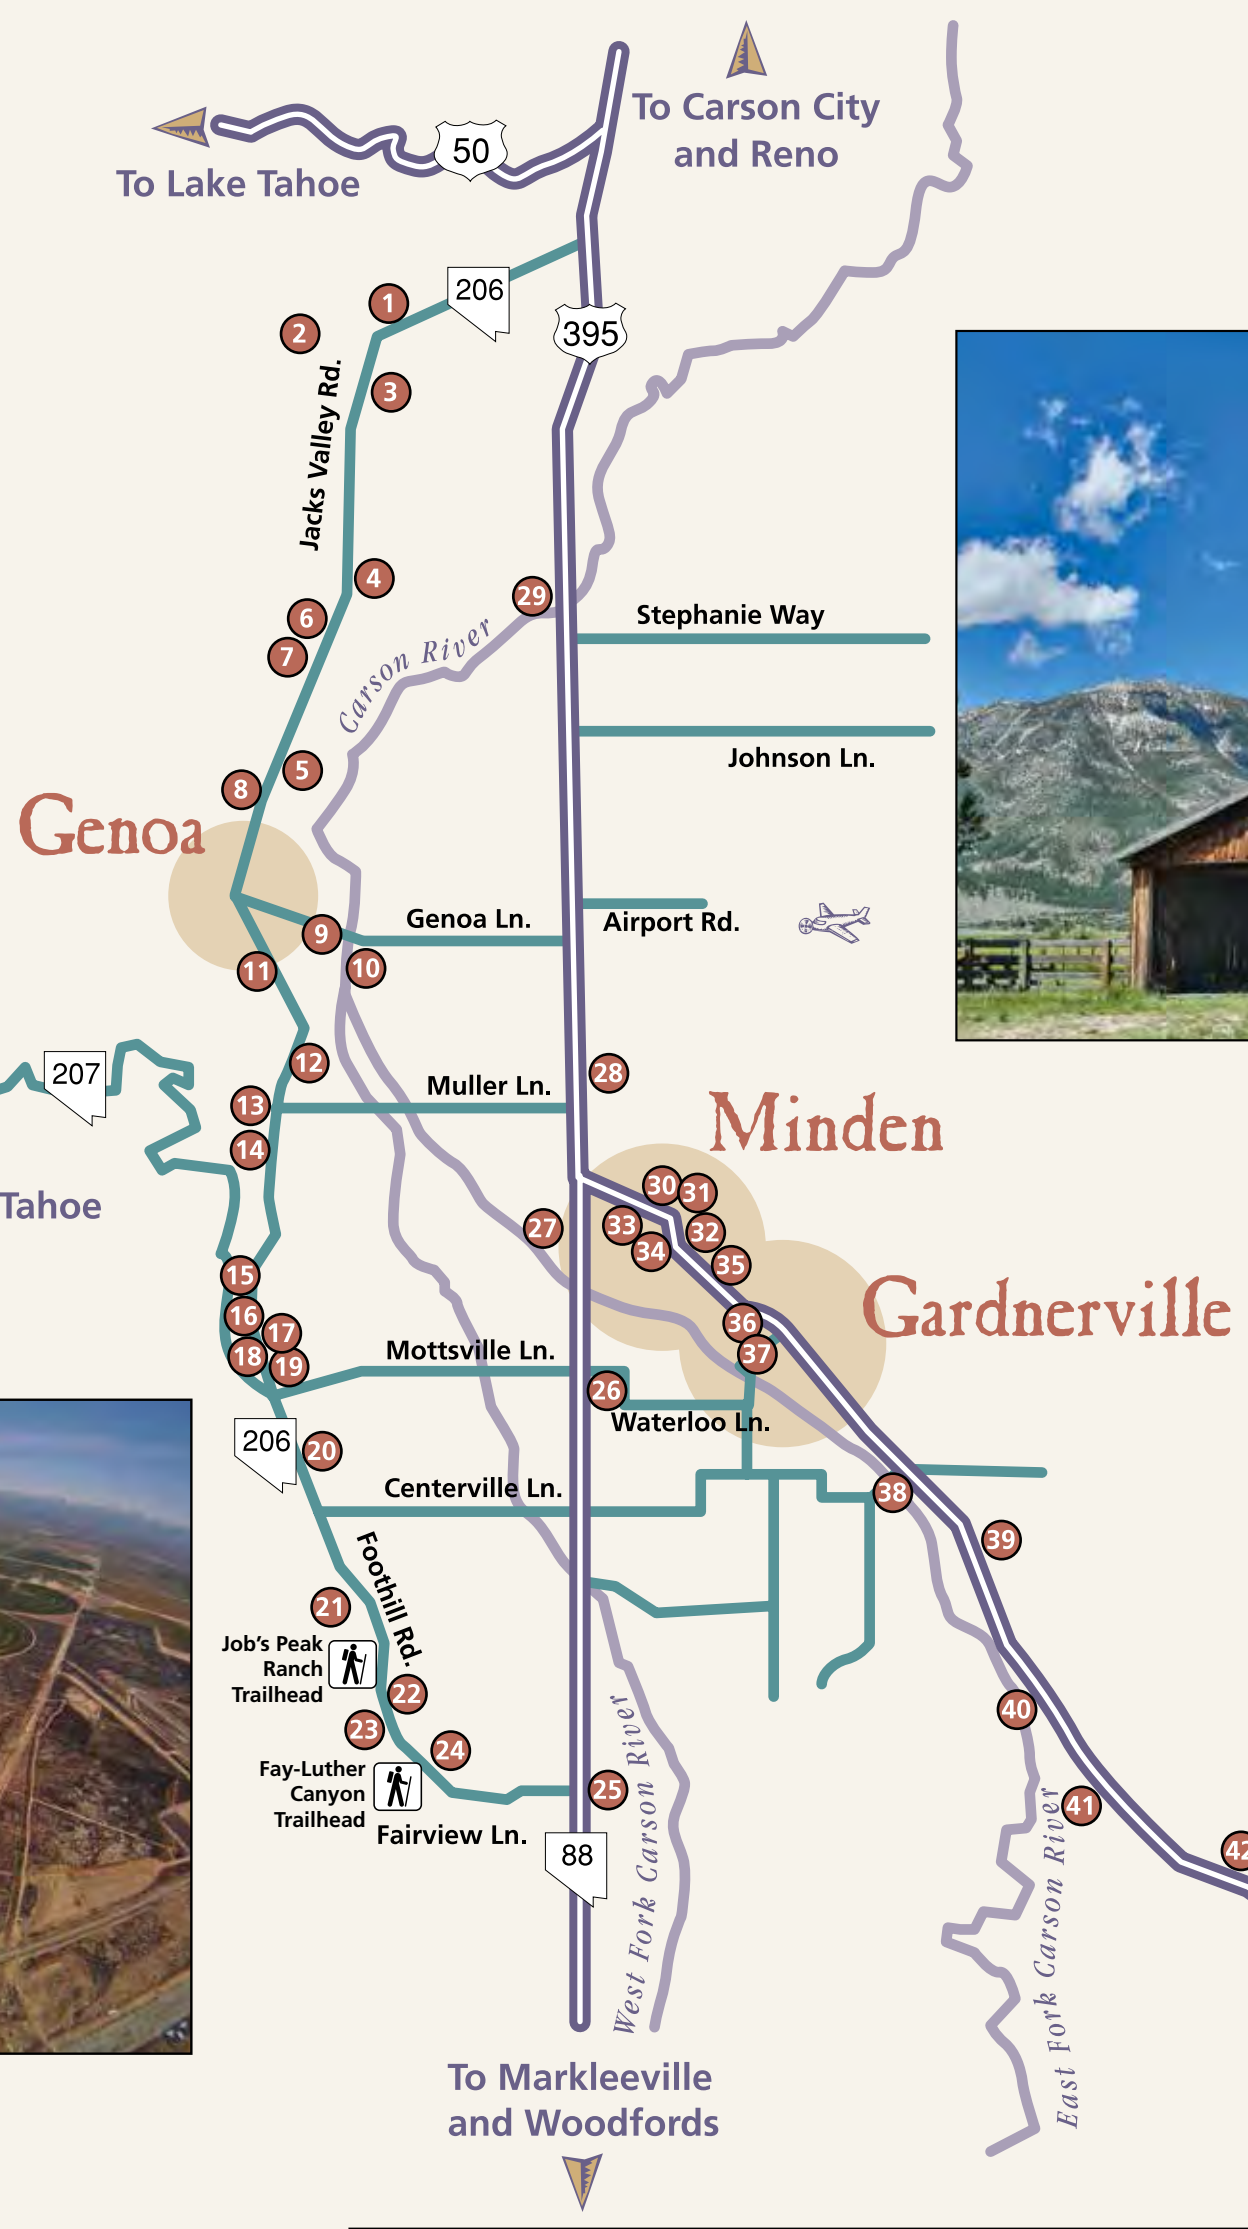 To Carson City
and Reno
50
To Lake Tahoe
206
1
2
395
3
Jacks Valley Rd.
4
29
6
Stephanie Way
7
Carson River
Johnson Ln.
5
8
Genoa
Genoa Ln.
Airport Rd.
9
10
11
12
207
28
Muller Ln.
13
Minden
14
Tahoe
30
31
33
27
32
34
35
15
Gardnerville
16
36
17
18
19
37
Mottsville Ln.
26
Waterloo Ln.
206
20
Centerville Ln.
38
39
Foothill Rd.
21
Job's Peak
Ranch
Trailhead
22
40
23
24
Fay-Luther
Canyon
Trailhead
25
41
Fairview Ln.
42
88
West Fork Carson River
East Fork Carson River
To Markleeville
and Woodfords